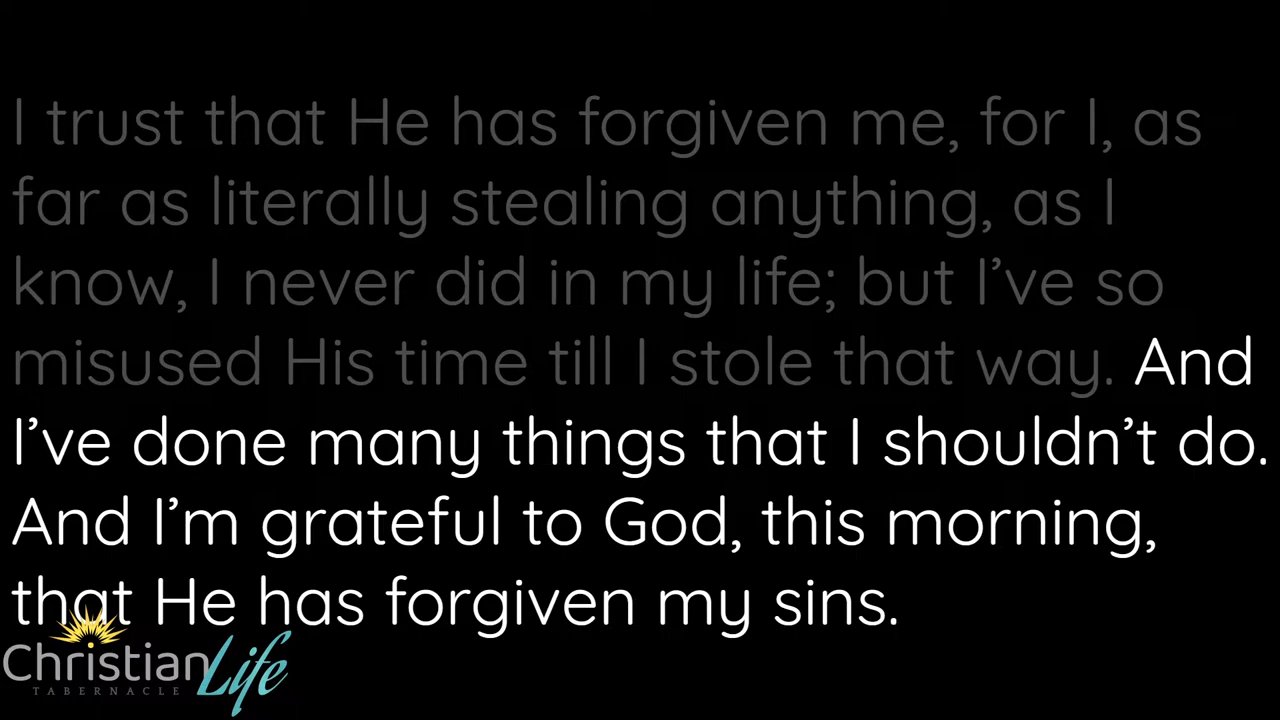 I trust that He has forgiven me, for I, as
far as literally stealing anything, as I
know, I never did in my life; but I’ve so
misused His time till I stole that way. And
I’ve done many things that I shouldn’t do.
And I’m grateful to God, this morning,
that He has forgiven my sins.
Christian Life
TABERNACLE